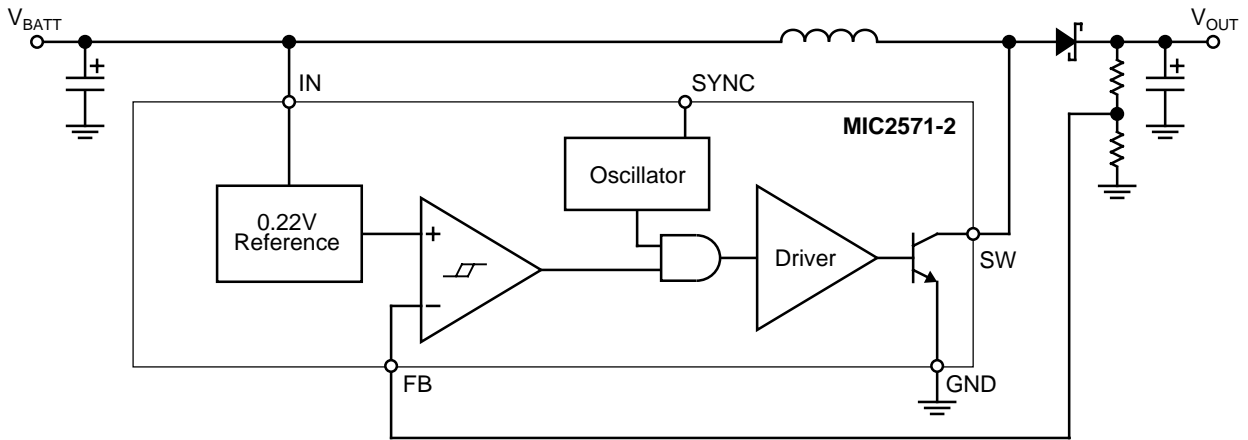 VBATT
VOUT
+
+
IN
SYNC
MIC2571-2
Oscillator
0.22V
Reference
+
Driver
SW
−
FB
GND